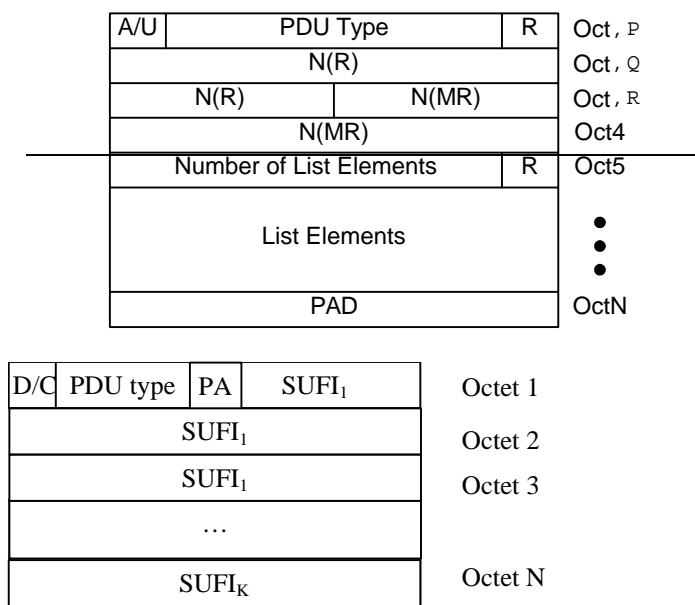 A/U PDU Type R Oct,P
N(R) Oct,Q
N(R) N(MR) Oct,R
N(MR) Oct4
Number of List Elements R Oct5
List Elements
PAD OctN
D/C PDU type PA SUFI₁ Octet 1
SUFI₁ Octet 2
SUFI₁ Octet 3
...
SUFIK Octet N